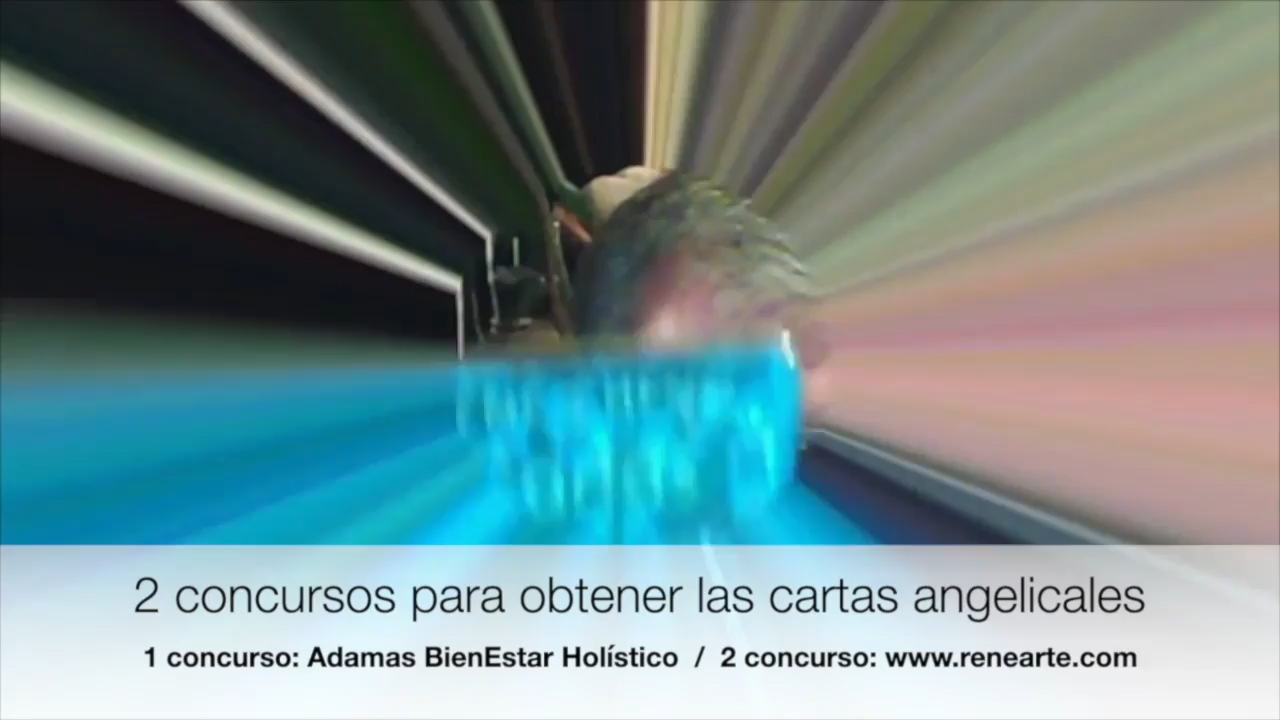 2 concursos para obtener las cartas angelicales
1 concurso: Adamas BienEstar Holístico / 2 concurso: www.renearte.com